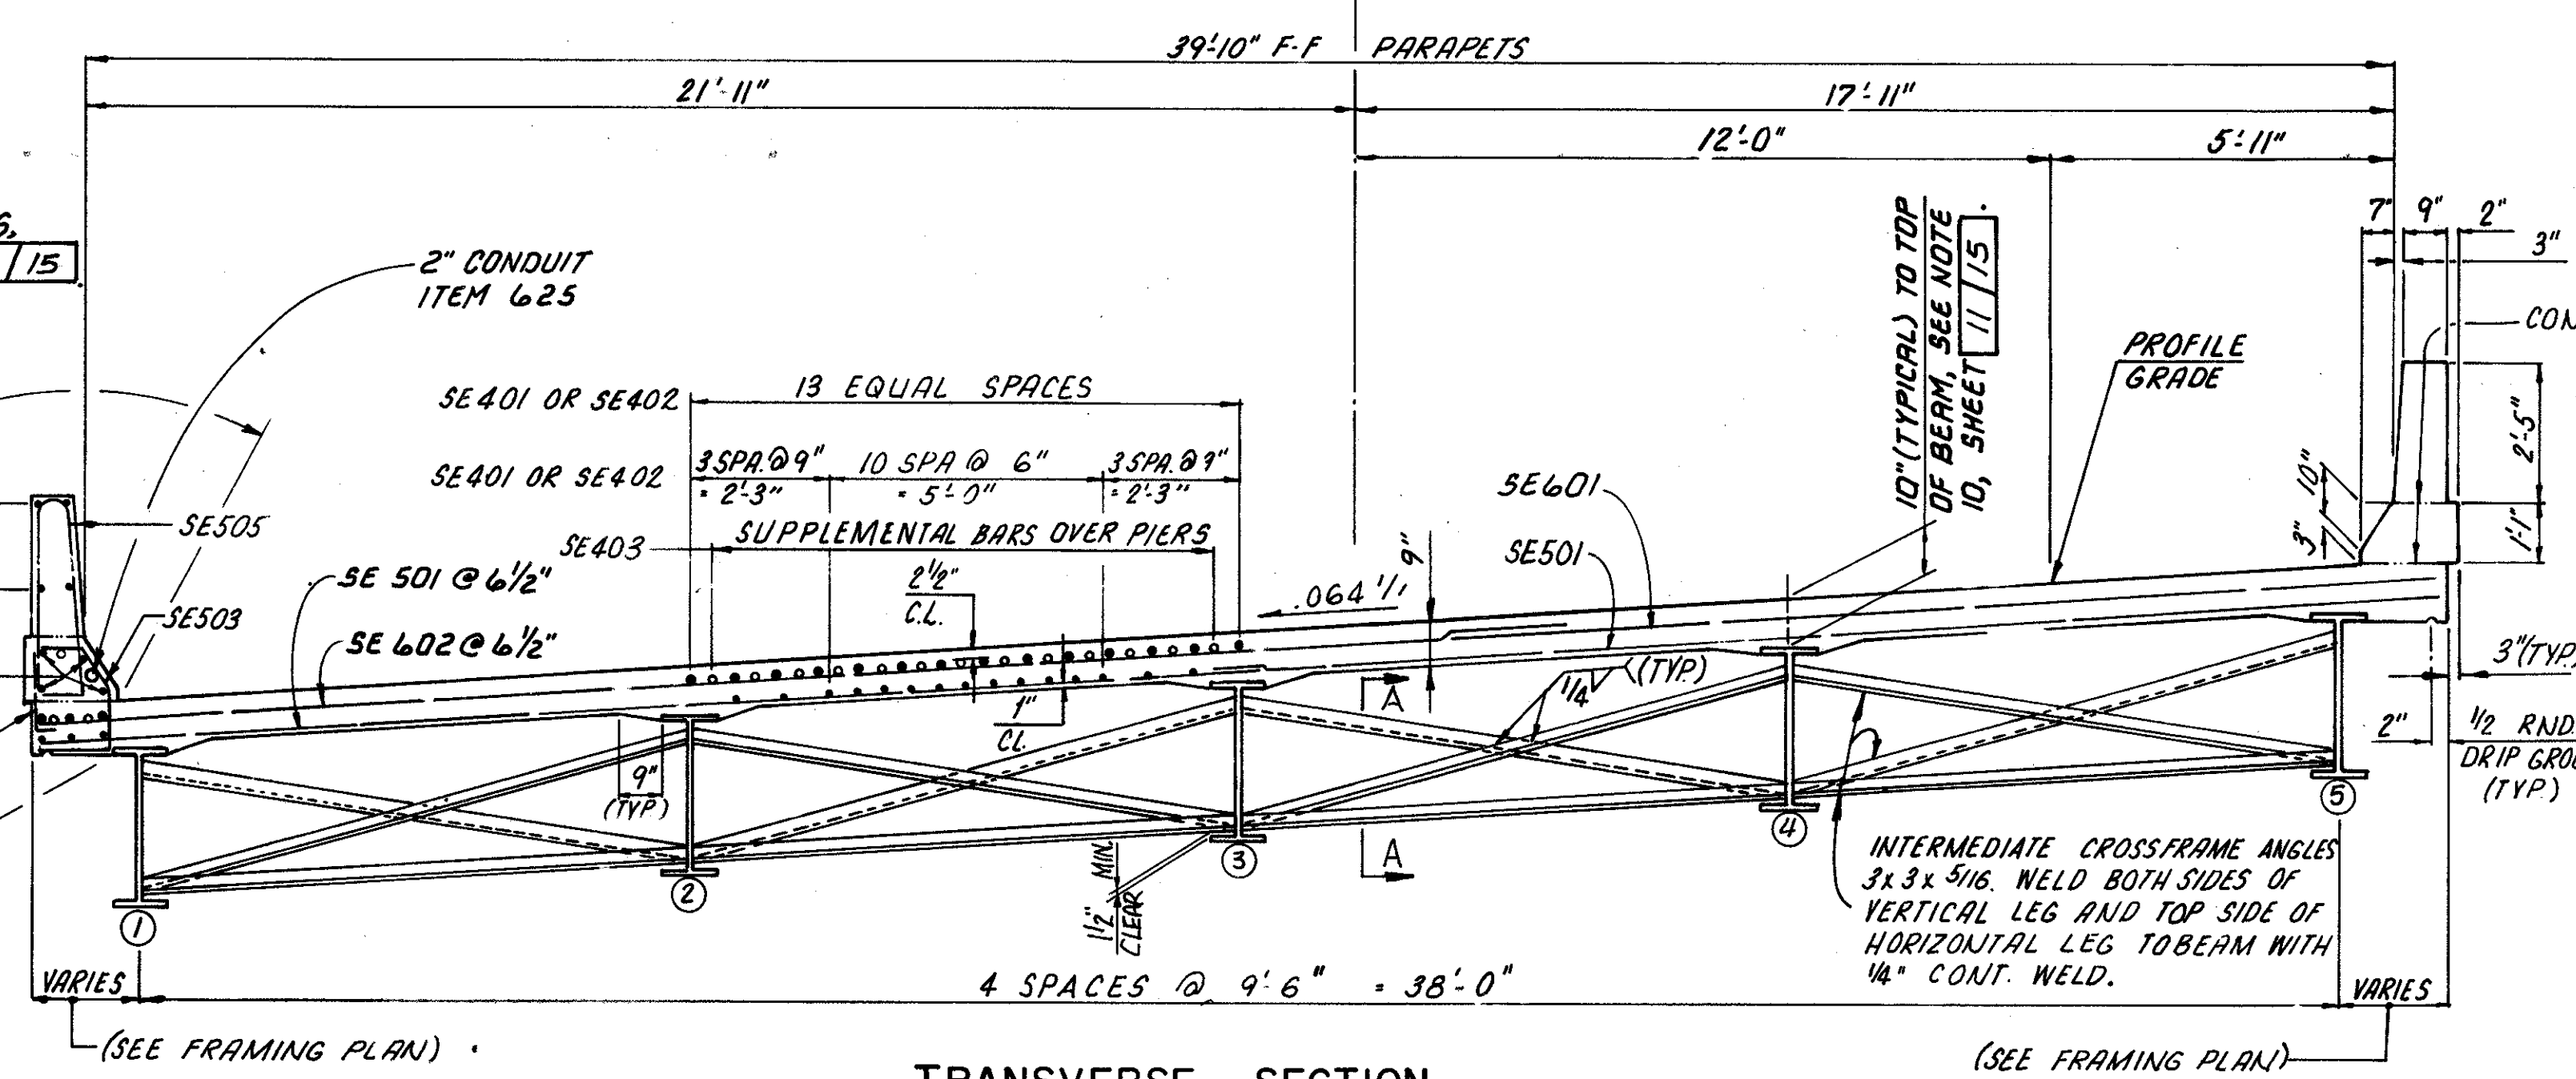 39'-10" F-F PARAPETS
21'-11"
17'-11"
12'-0"
5'-11"
7"
9"
2"
3"
15
2" CONDUIT
ITEM 625
10" (TYPICAL) TO TOP
OF BEAM, SEE NOTE
10, SHEET 11 / 15 .
PROFILE
GRADE
SE401 OR SE402
13 EQUAL SPACES
SE401 OR SE402
3 SPA. @ 9"
= 2'-3"
10 SPA @ 6"
= 5'-0"
3 SPA. @ 9"
= 2'-3"
SE403
SUPPLEMENTAL BARS OVER PIERS
SE505
SE503
SE 501 @ 6 1/2"
SE 602 @ 6 1/2"
2 1/2"
C.L.
1"
CL.
.064 1/1
9"
SE601
SE501
1/4
(TYP.)
2'-5"
1'-1"
10"
3"
3" (TYP.)
2"
1/2 RND.
DRIP
(TYP.)
9"
(TYP.)
A
A
1 1/2"
MIN.
CLEAR
1
2
3
4
5
INTERMEDIATE CROSSFRAME ANGLES
3 x 3 x 5/16. WELD BOTH SIDES OF
VERTICAL LEG AND TOP SIDE OF
HORIZONTAL LEG TO BEAM WITH
1/4" CONT. WELD.
VARIES
4 SPACES @ 9'-6" = 38'-0"
VARIES
(SEE FRAMING PLAN)
(SEE FRAMING PLAN)
TRANSVERSE SECTION